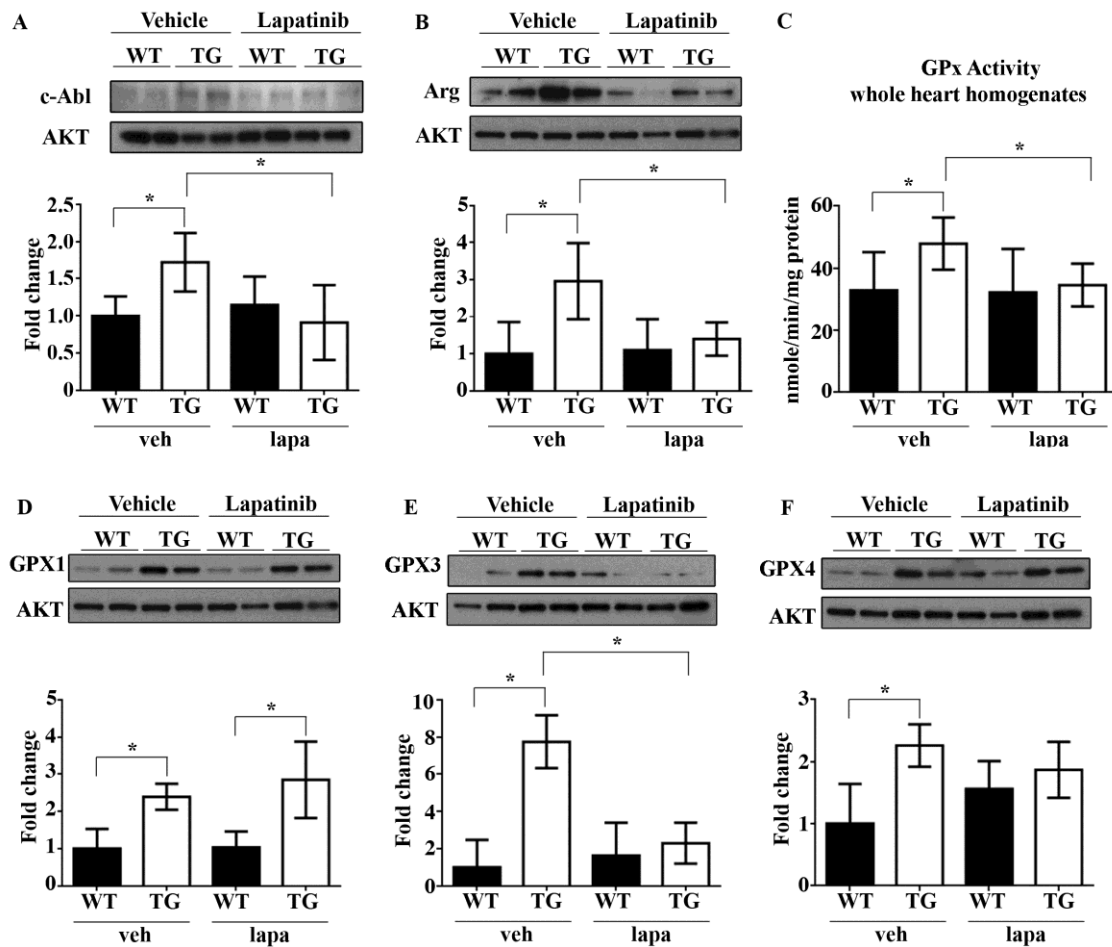 A
Vehicle Lapatinib
WT TG WT TG
c-Abl
AKT
*
*
Fold change
2.5
2.0
1.5
1.0
0.5
0
WT TG WT TG
veh lapa
B
Vehicle Lapatinib
WT TG WT TG
Arg
AKT
*
*
Fold change
5
4
3
2
1
0
WT TG WT TG
veh lapa
C
GPx Activity
whole heart homogenates
*
*
nmole/min/mg protein
60
40
20
0
WT TG WT TG
veh lapa
D
Vehicle Lapatinib
WT TG WT TG
GPX1
AKT
*
*
Fold change
5
4
3
2
1
0
WT TG WT TG
veh lapa
E
Vehicle Lapatinib
WT TG WT TG
GPX3
AKT
*
*
Fold change
10
8
6
4
2
0
WT TG WT TG
veh lapa
F
Vehicle Lapatinib
WT TG WT TG
GPX4
AKT
*
Fold change
3
2
1
0
WT TG WT TG
veh lapa